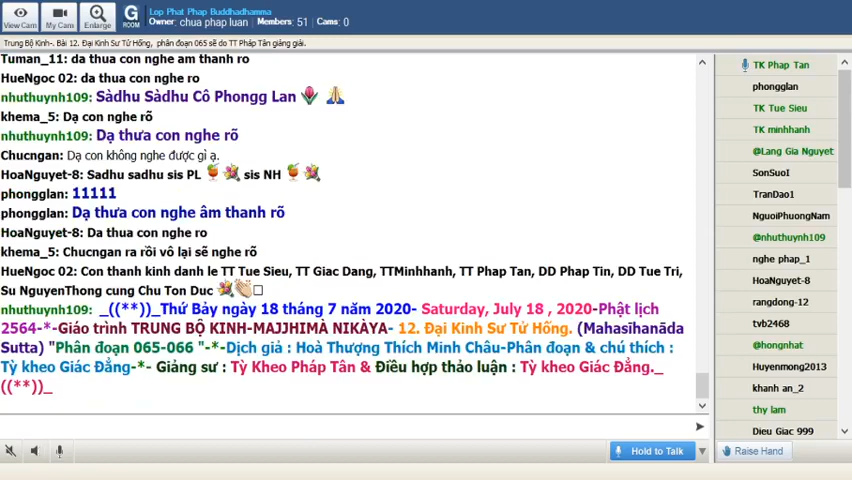 View Cam
My Cam
Enlarge
G
ROOM
Lop Phat Phap Buddhadhamma
Owner: chua phap luan Members: 51 Cams: 0
Trung Bộ Kinh-. Bài 12. Đại Kinh Sư Tử Hống, phân đoạn 065 sẽ do TT Pháp Tân giảng giải.
Tuman_11: da thua con nghe am thanh ro
HueNgoc 02: da thua con nghe ro
nhuthuynh109: Sàdhu Sàdhu Cô Phongg Lan
khema_5: Dạ con nghe rõ
nhuthuynh109: Dạ thưa con nghe rõ
Chucngan: Dạ con không nghe được gì ạ.
HoaNguyet-8: Sadhu sadhu sis PL sis NH
phongglan: 11111
phongglan: Dạ thưa con nghe âm thanh rõ
HoaNguyet-8: Da thua con nghe ro
khema_5: Chucngan ra rồi vô lại sẽ nghe rõ
HueNgoc 02: Con thanh kinh danh le TT Tue Sieu, TT Giac Dang, TTMinhhanh, TT Phap Tan, DD Phap Tin, DD Tue Tri,
Su NguyenThong cung Chu Ton Duc
nhuthuynh109: _((**))_Thứ Bảy ngày 18 tháng 7 năm 2020- Saturday, July 18 , 2020-Phật lịch
2564-*-Giáo trình TRUNG BỘ KINH-MAJJHIMÀ NIKÀYA- 12. Đại Kinh Sư Tử Hống. (Mahasīhanāda
Sutta) "Phân đoạn 065-066 "-*-Dịch giả : Hoà Thượng Thích Minh Châu-Phân đoạn & chú thích :
Tỳ kheo Giác Đẳng-*- Giảng sư : Tỳ Kheo Pháp Tân & Điều hợp thảo luận : Tỳ kheo Giác Đẳng._
((**))_
TK Phap Tan
phongglan
TK Tue Sieu
TK minhhanh
@Lang Gia Nguyet
SonSuoI
TranDao1
NguoiPhuongNam
@nhuthuynh109
nghe phap_1
HoaNguyet-8
rangdong-12
tvb2468
@hongnhat
Huyenmong2013
khanh an_2
thy lam
Dieu Giac 999
Hold to Talk
Raise Hand